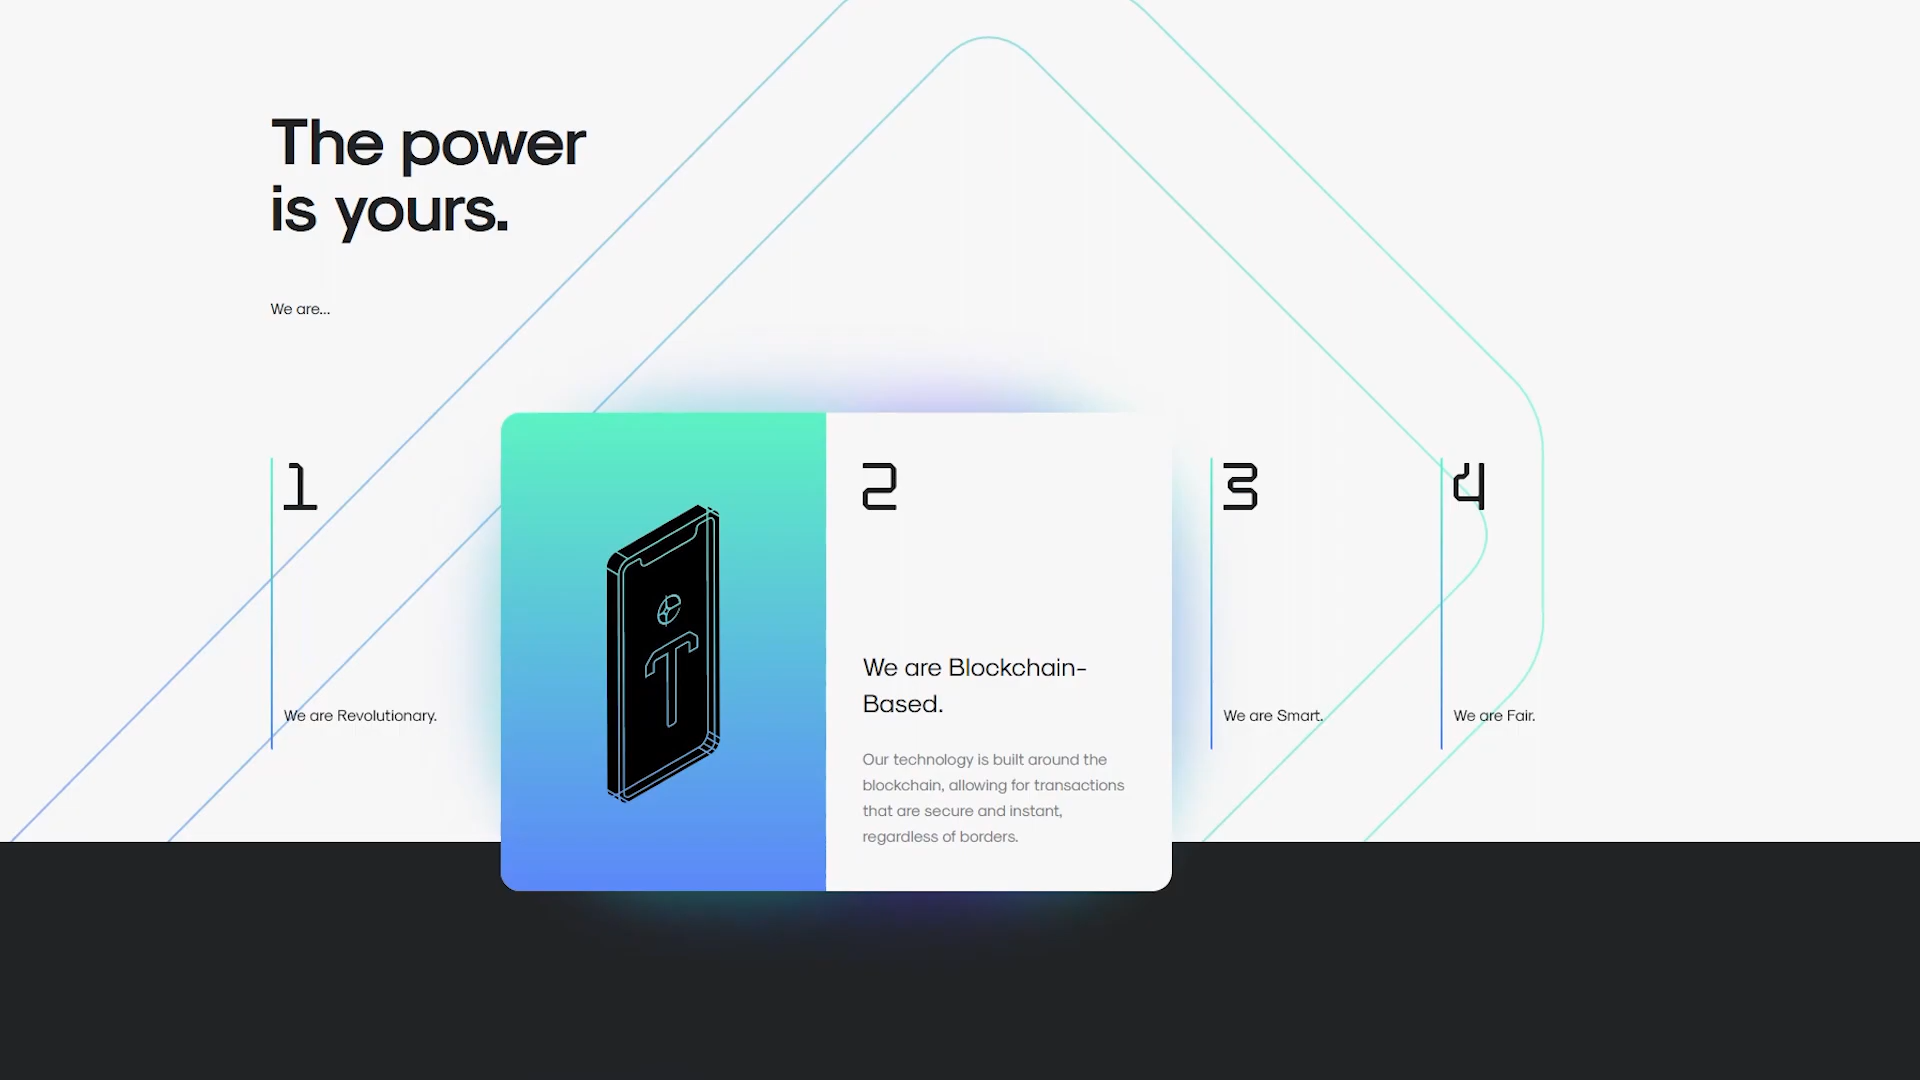 The power
is yours.
We are...
1
We are Revolutionary.
T
2
We are Blockchain-
Based.
Our technology is built around the
blockchain, allowing for transactions
that are secure and instant,
regardless of borders.
3
We are Smart.
4
We are Fair.